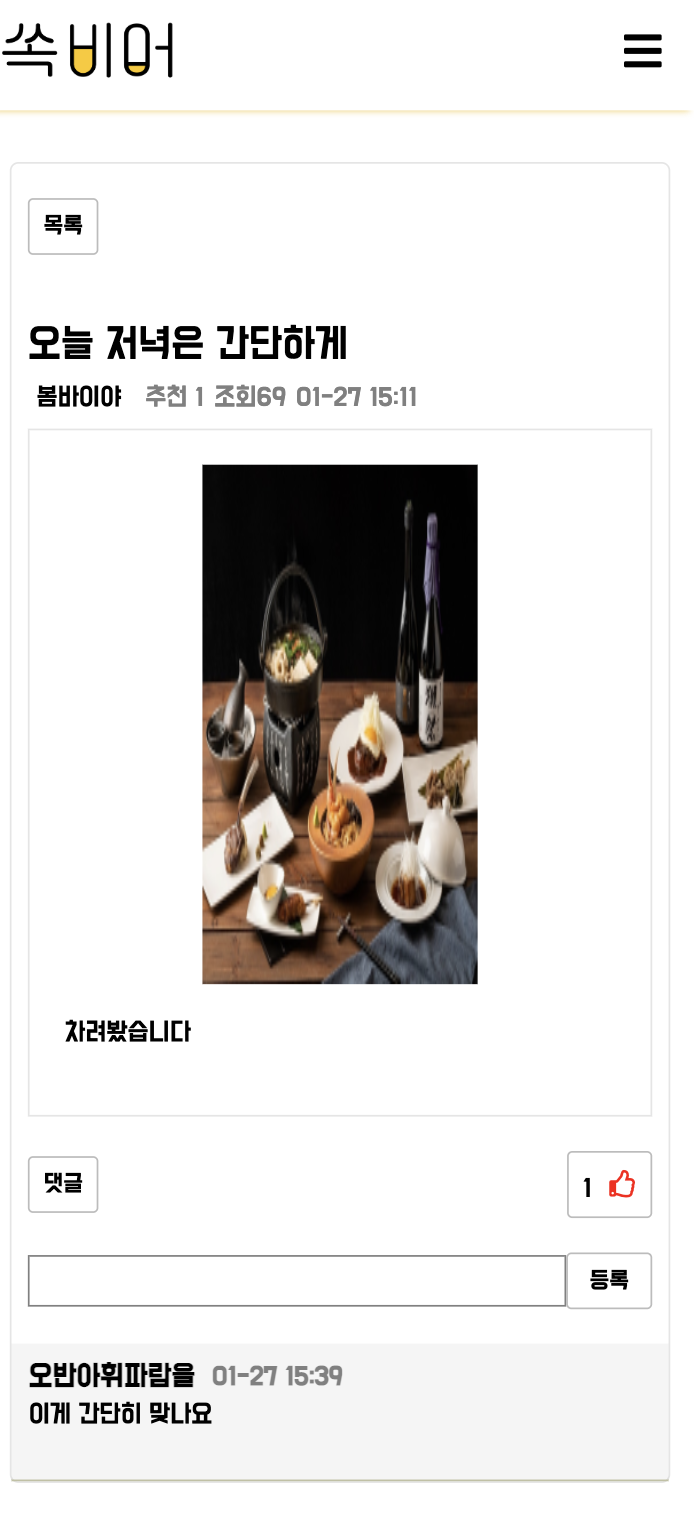 쏙비어
목록
오늘 저녁은 간단하게
봄바이야 추천 1 조회69 01-27 15:11
차려봤습니다
댓글
1
등록
오반아휘파람을 01-27 15:39
이게 간단히 맞나요